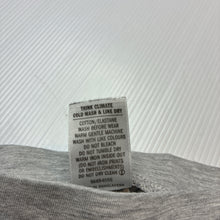 THINK CLIMATE
COLD WASH & LINE DRY
COTTON/ELASTANE
WASH BEFORE WEAR
WARM GENTLE MACHINE
WASH WITH LIKE COLOURS
DO NOT BLEACH
DO NOT TUMBLE DRY
WARM IRON INSIDE OUT
(DO NOT IRON PRINTS
OR EMBELLISHMENTS)
DO NOT DRY CLEAN